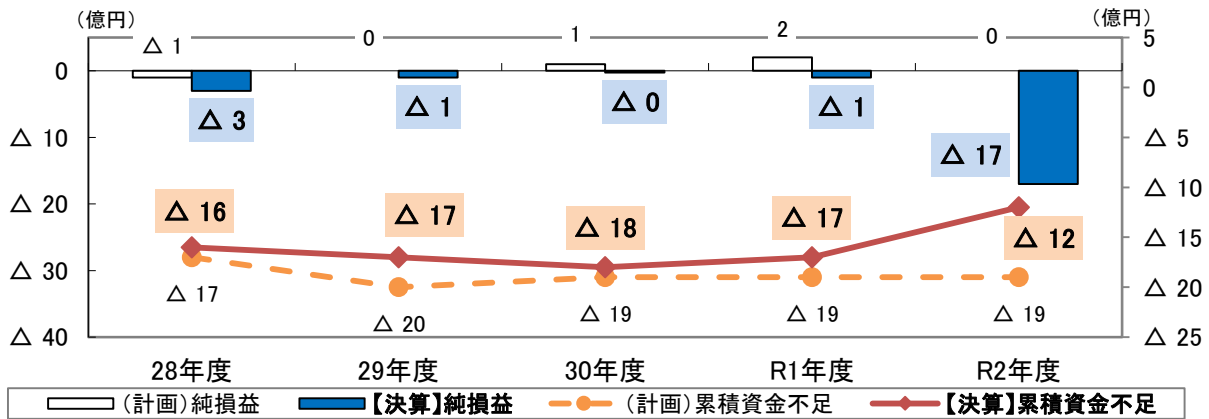 （億円）
（億円）
△ 1
0
1
2
0
5
0
0
△ 3
△ 1
△ 0
△ 1
△ 10
△ 5
△ 17
△ 20
△ 10
△ 16
△ 17
△ 18
△ 17
△ 12
△ 15
△ 30
△ 17
△ 20
△ 19
△ 19
△ 19
△ 20
△ 40
△ 25
28年度
29年度
30年度
R1年度
R2年度
（計画）純損益
【決算】純損益
（計画）累積資金不足
【決算】累積資金不足